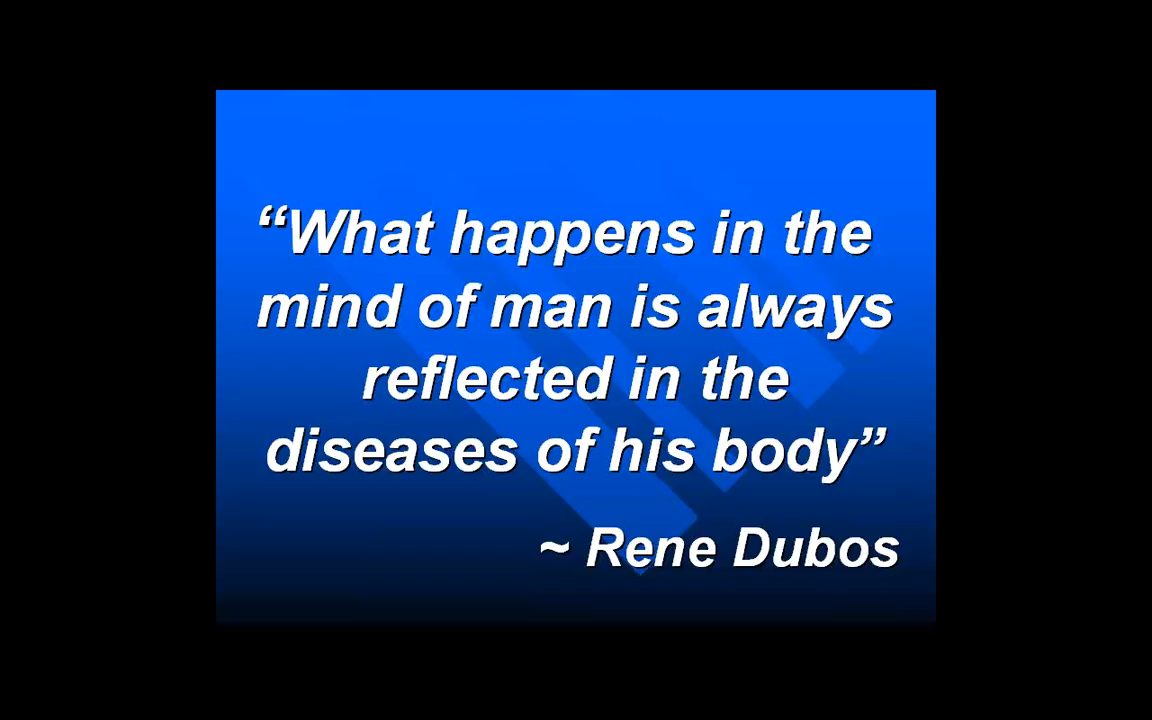 “What happens in the
mind of man is always
reflected in the
diseases of his body”
~ Rene Dubos